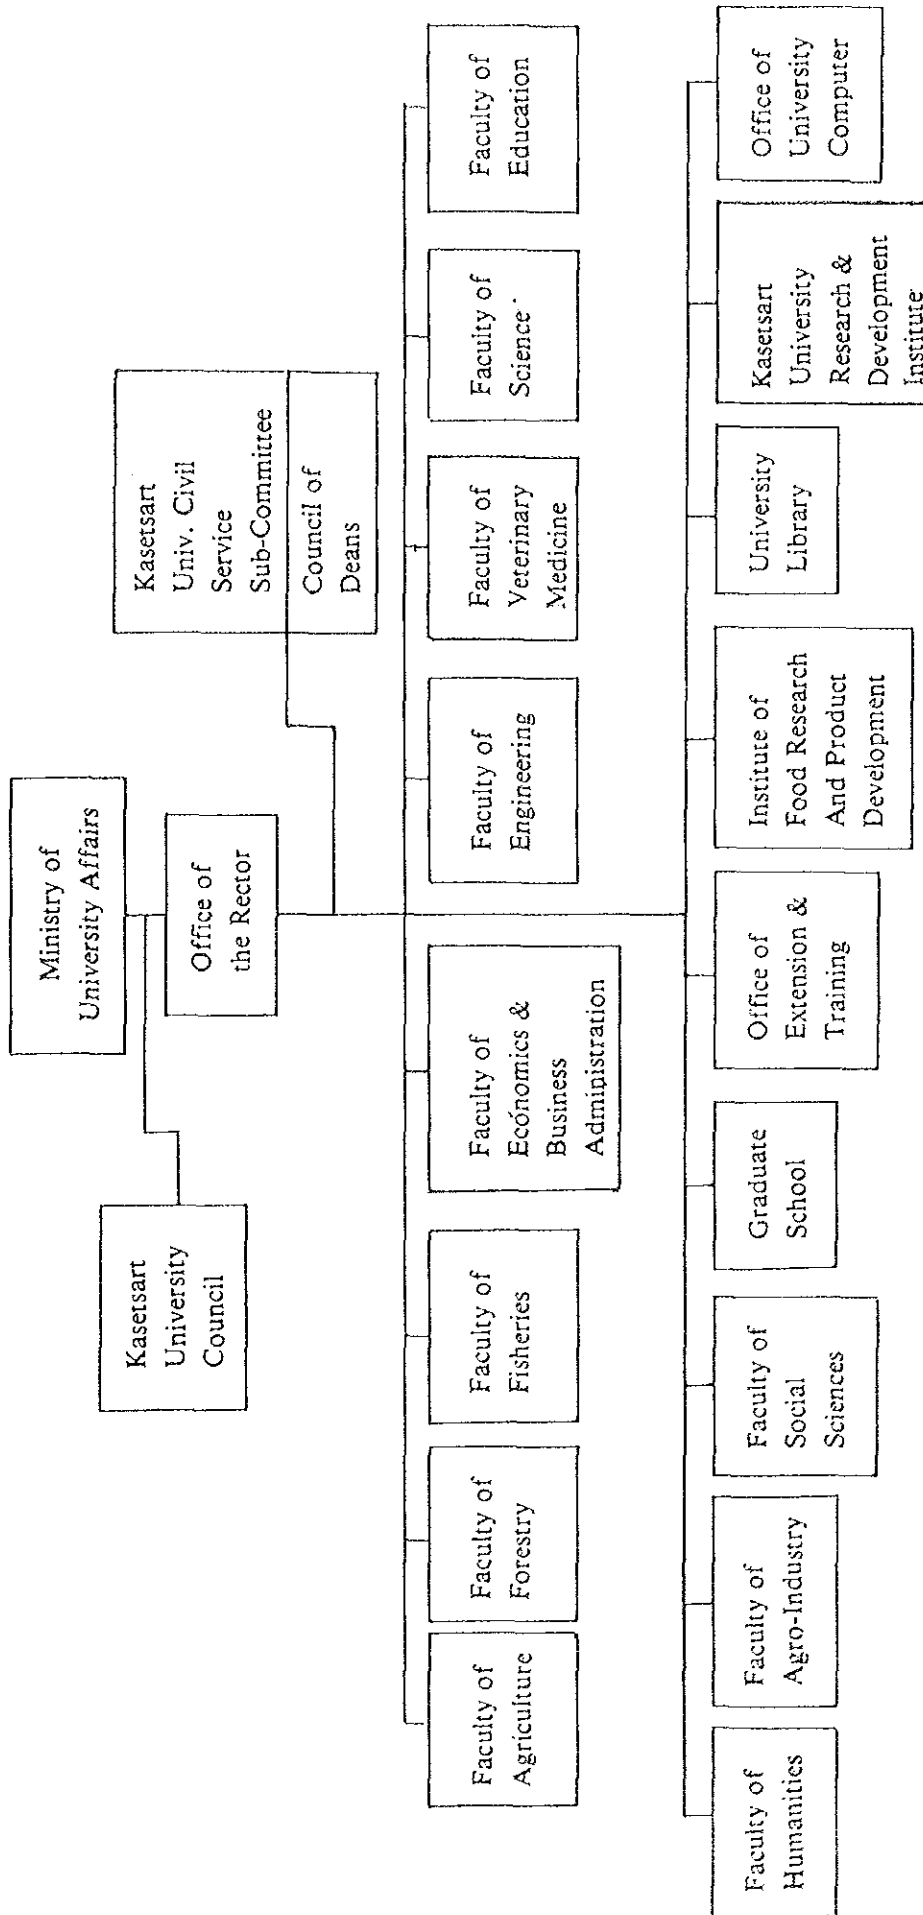 Ministry of
University Affairs
Kasetsart
University
Council
Office of
the Rector
Kasetsart
Univ. Civil
Service
Sub-Committee
Council of
Deans
Faculty of
Agriculture
Faculty of
Forestry
Faculty of
Fisheries
Faculty of
Economics &
Business
Administration
Faculty of
Engineering
Faculty of
Veterinary
Medicine
Faculty of
Science
Faculty of
Education
Faculty of
Humanities
Faculty of
Agro-Industry
Faculty of
Social
Sciences
Graduate
School
Office of
Extension &
Training
Institute of
Food Research
And Product
Development
University
Library
Kasetsart
University
Research &
Development
Institute
Office of
University
Computer